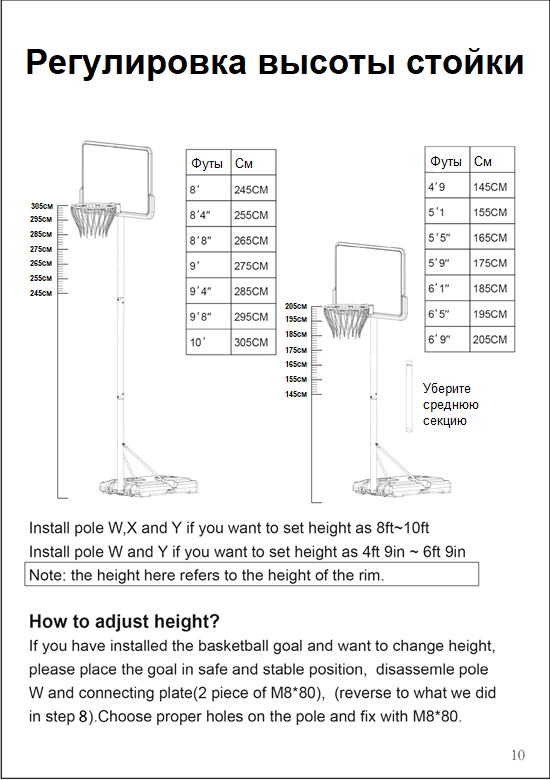 Регулировка высоты стойки
Футы См
8′ 245CM
8′4″ 255CM
8′8″ 265CM
9′ 275CM
9′4″ 285CM
9′8″ 295CM
10′ 305CM
Футы См
4′9 145CM
5′1 155CM
5′5″ 165CM
5′9″ 175CM
6′1″ 185CM
6′5″ 195CM
6′9″ 205CM
305см
295см
285см
275см
265см
255см
245см
205см
195см
185см
175см
165см
155см
145см
Уберите
среднюю
секцию
Install pole W,X and Y if you want to set height as 8ft~10ft
Install pole W and Y if you want to set height as 4ft 9in ~ 6ft 9in
Note: the height here refers to the height of the rim.
How to adjust height?
If you have installed the basketball goal and want to change height,
please place the goal in safe and stable position, disassemle pole
W and connecting plate(2 piece of M8*80), (reverse to what we did
in step 8).Choose proper holes on the pole and fix with M8*80.
10